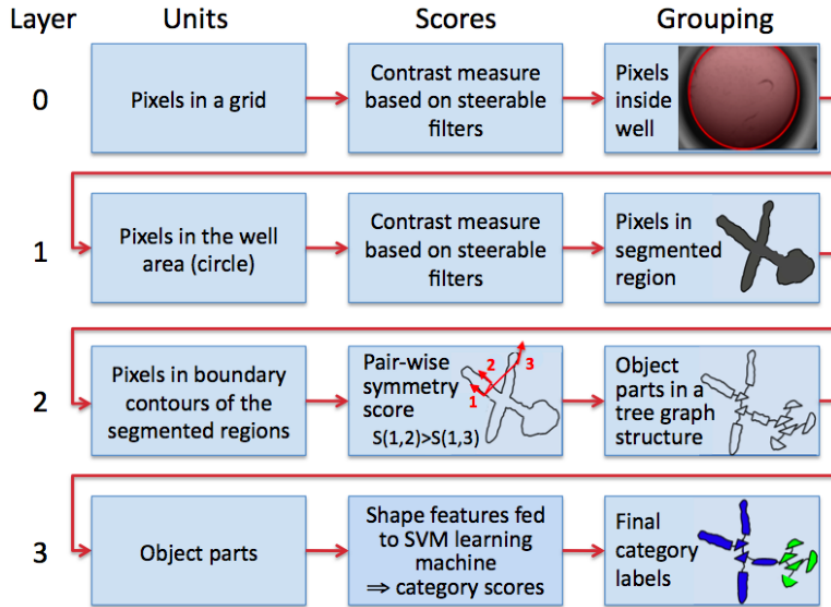 Layer Units Scores Grouping
0
Pixels in a grid
Contrast measure
based on steerable
filters
Pixels
inside
well
1
Pixels in the well
area (circle)
Contrast measure
based on steerable
filters
Pixels in
segmented
region
2
Pixels in boundary
contours of the
segmented regions
Pair-wise
symmetry
score
1
2
3
S(1,2)>S(1,3)
Object
parts in a
tree graph
structure
3
Object parts
Shape features fed
to SVM learning
machine
⇒ category scores
Final
category
labels